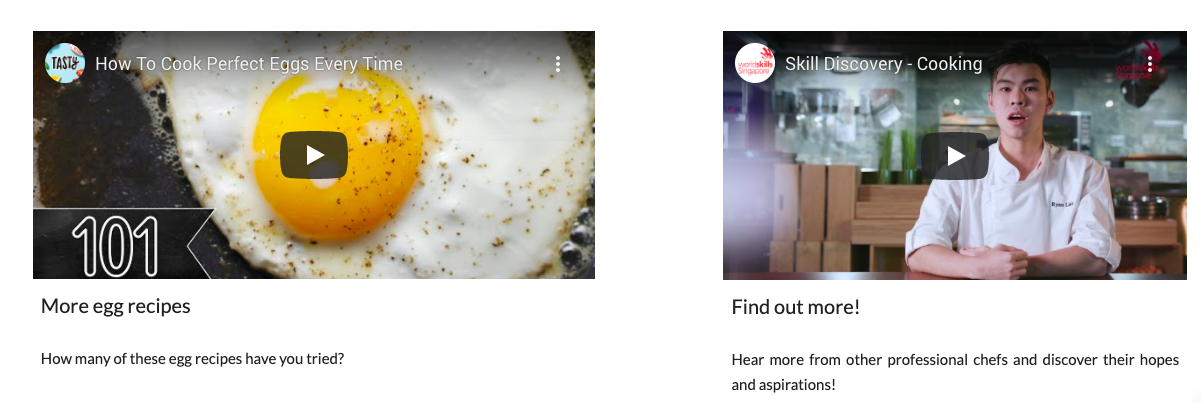 TASTY
How To Cook Perfect Eggs Every Time
101
More egg recipes
How many of these egg recipes have you tried?
worldskills
Singapore
Skill Discovery - Cooking
worldskills
Singapore
Find out more!
Hear more from other professional chefs and discover their hopes
and aspirations!